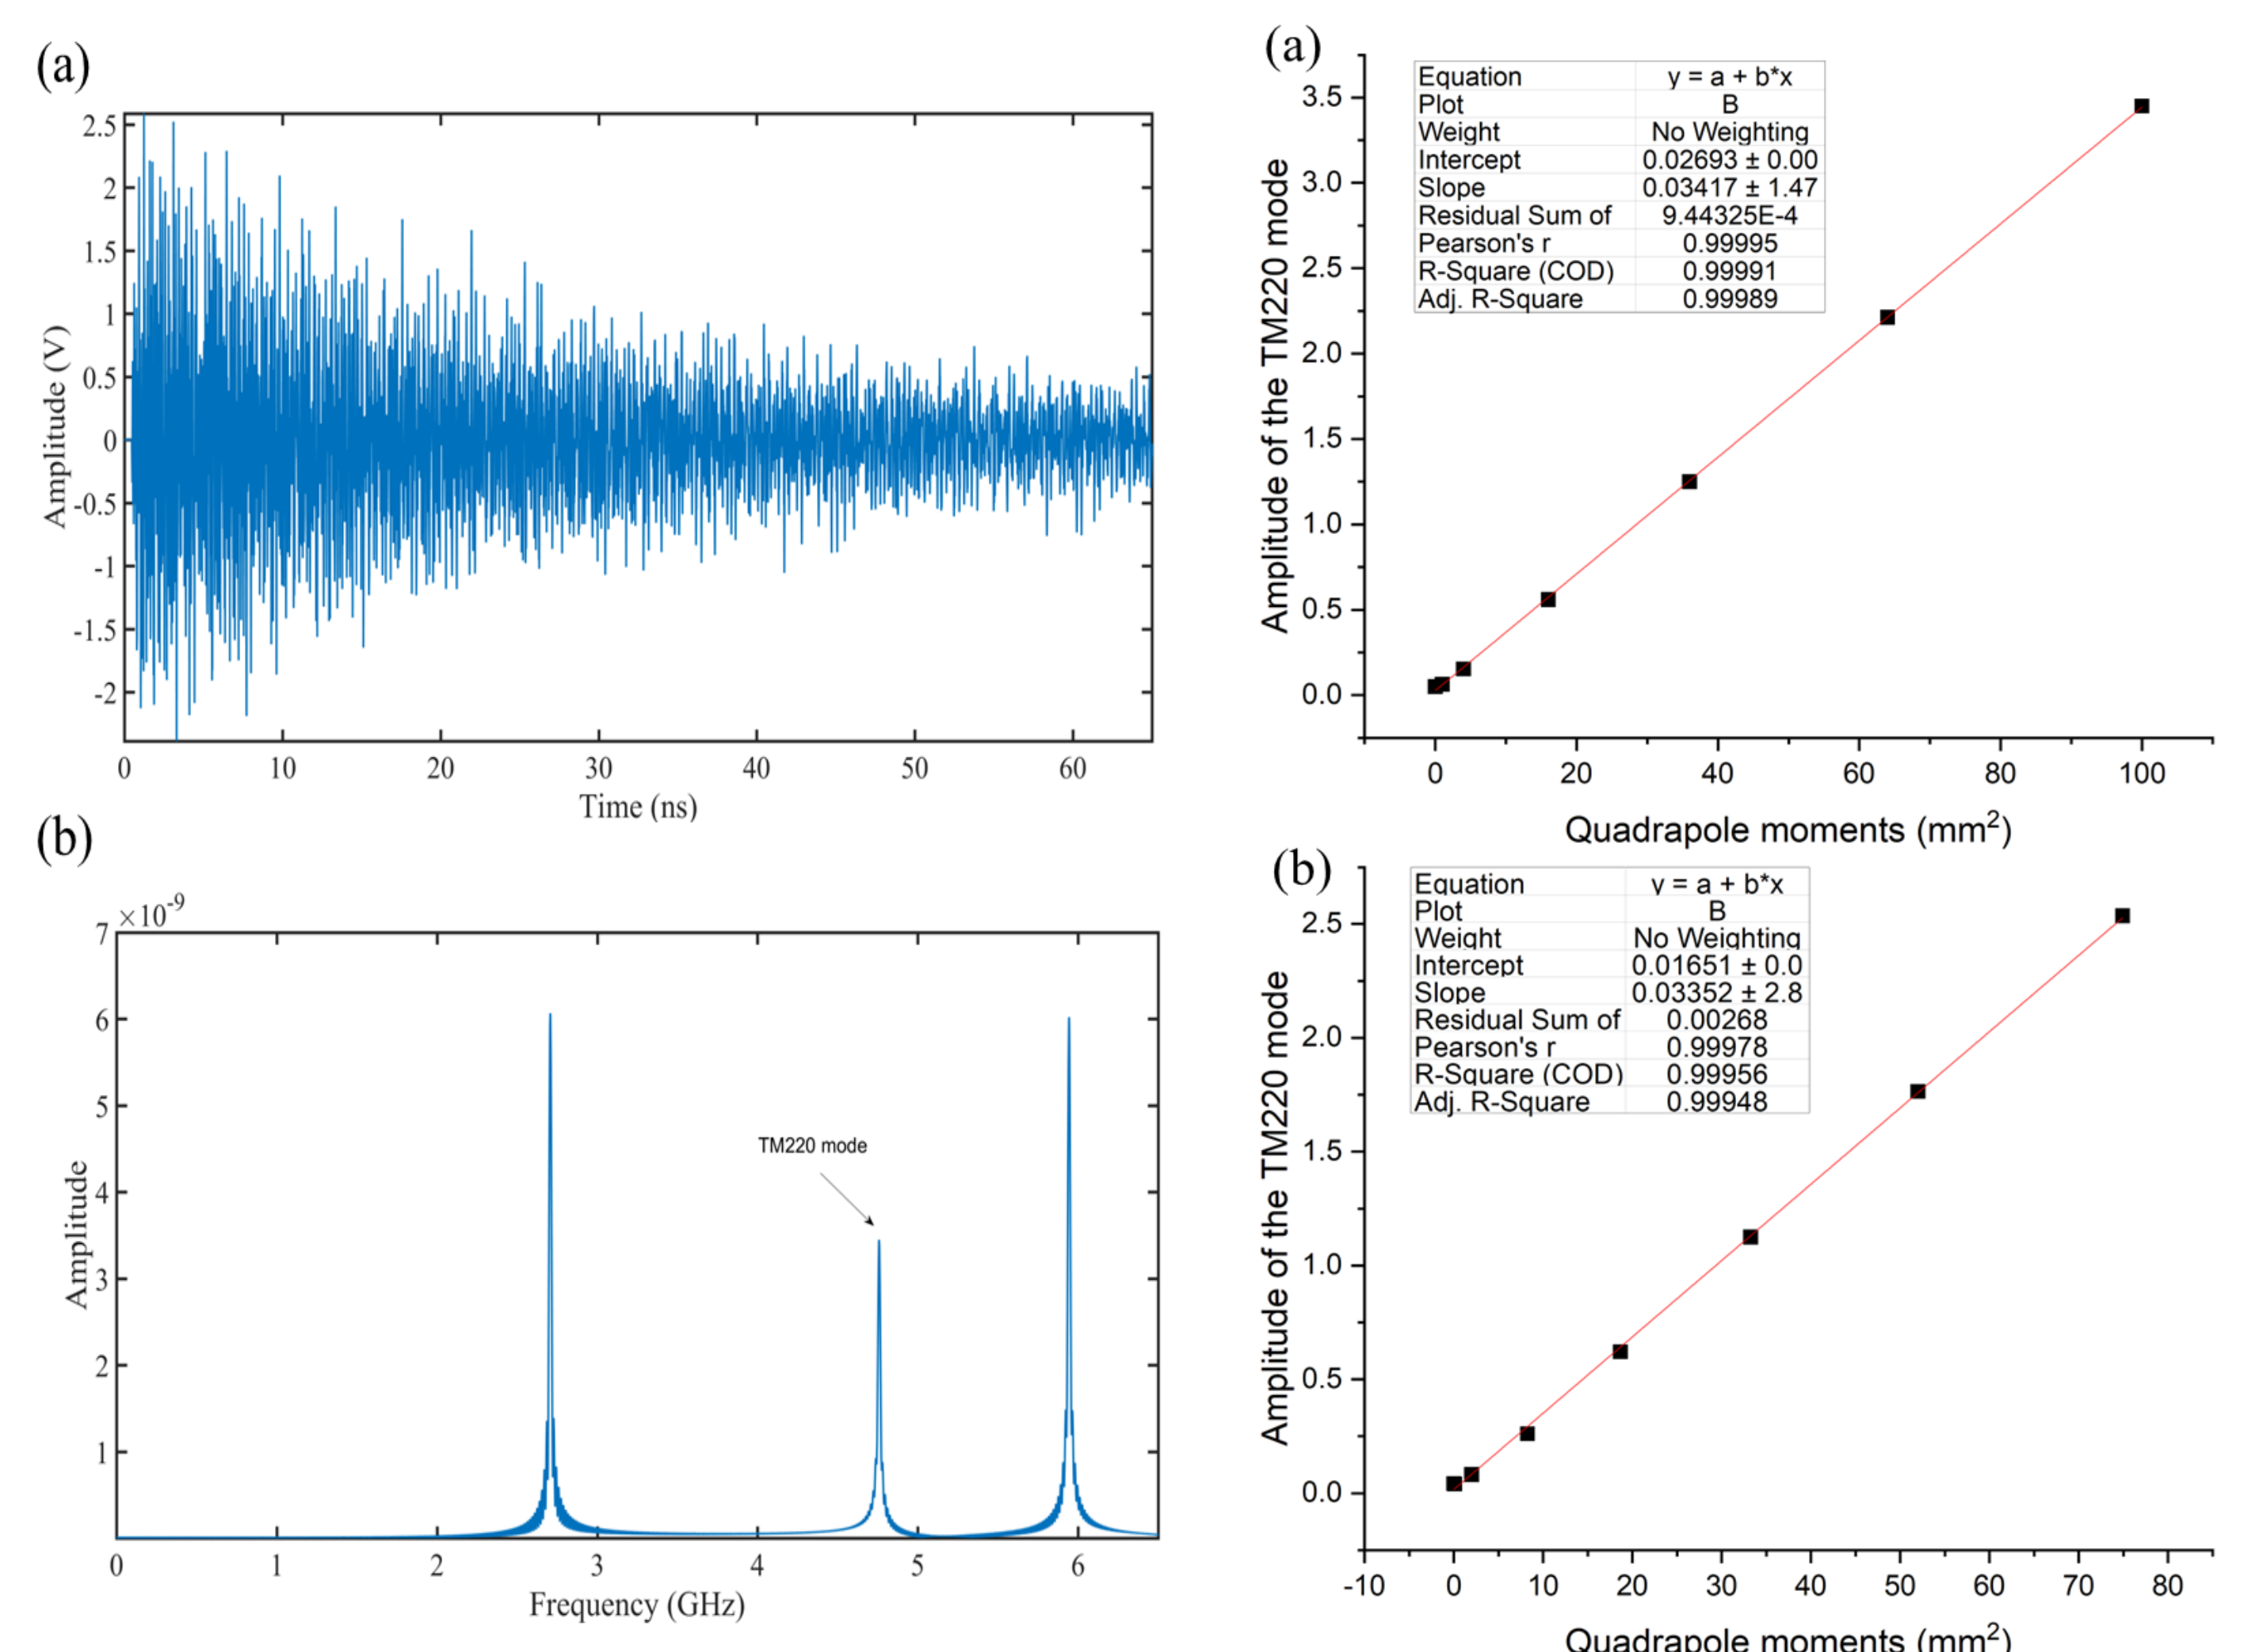 (a)
2.5
2
1.5
1
0.5
0
-0.5
-1
-1.5
-2
Amplitude (V)
0 10 20 30 40 50 60
Time (ns)
(b)
×10-9
7
6
5
4
3
2
1
Amplitude
TM220 mode
0 1 2 3 4 5 6
Frequency (GHz)
(a)
Equation y = a + b*x
Plot B
Weight No Weighting
Intercept 0.02693 ± 0.00
Slope 0.03417 ± 1.47
Residual Sum of 9.44325E-4
Pearson's r 0.99995
R-Square (COD) 0.99991
Adj. R-Square 0.99989
3.5
3.0
2.5
2.0
1.5
1.0
0.5
0.0
Amplitude of the TM220 mode
0 20 40 60 80 100
Quadrapole moments (mm2)
(b)
Equation y = a + b*x
Plot B
Weight No Weighting
Intercept 0.01651 ± 0.0
Slope 0.03352 ± 2.8
Residual Sum of 0.00268
Pearson's r 0.99978
R-Square (COD) 0.99956
Adj. R-Square 0.99948
2.5
2.0
1.5
1.0
0.5
0.0
Amplitude of the TM220 mode
-10 0 10 20 30 40 50 60 70 80
Quadrapole moments (mm2)